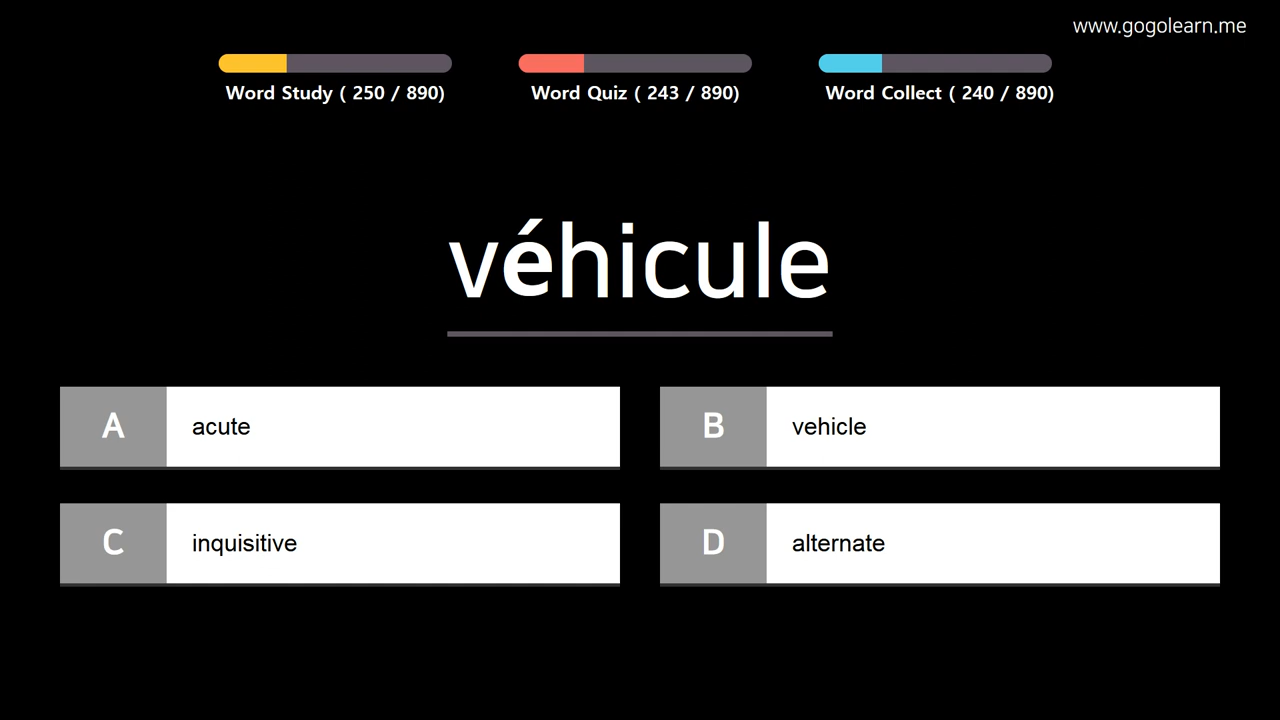 www.gogolearn.me
Word Study ( 250 / 890)
Word Quiz ( 243 / 890)
Word Collect ( 240 / 890)
véhicule
A acute
B vehicle
C inquisitive
D alternate